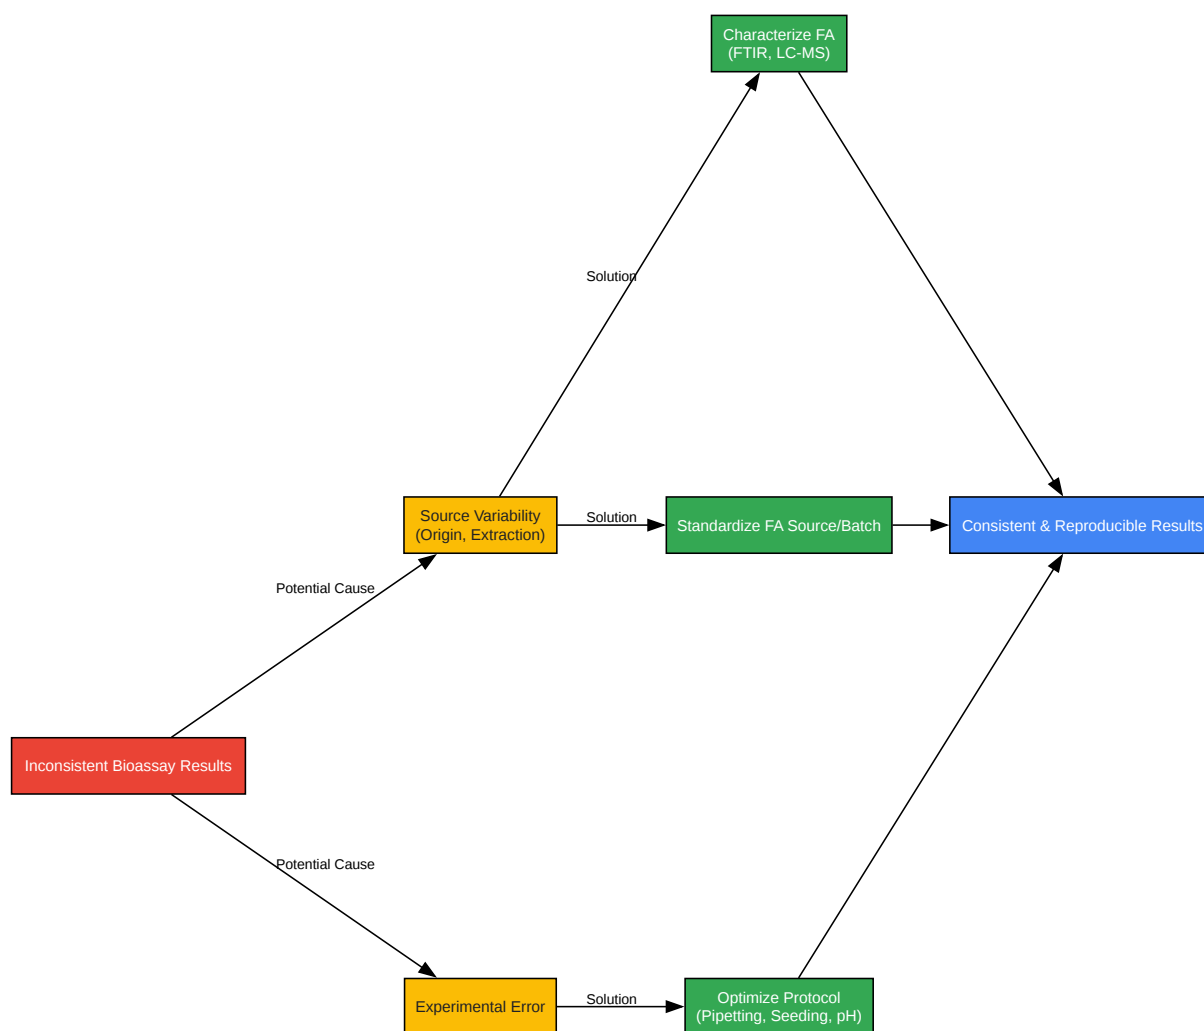 Characterize FA
(FTIR, LC-MS)
Solution
Source Variability
(Origin, Extraction)
Solution
Standardize FA Source/Batch
Consistent & Reproducible Results
Potential Cause
Inconsistent Bioassay Results
Potential Cause
Experimental Error
Solution
Optimize Protocol
(Pipetting, Seeding, pH)